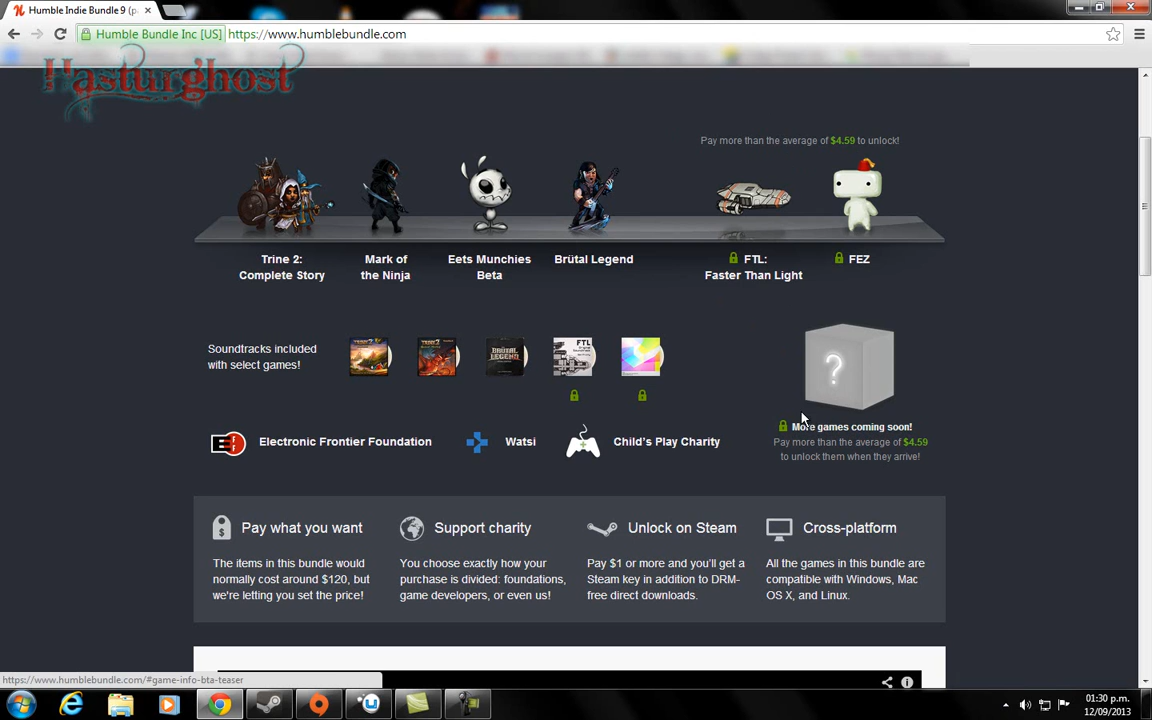 Humble Indie Bundle 9 (p
Humble Bundle Inc [US]
https://www.humblebundle.com
Hasturghost
Pay more than the average of $4.59 to unlock!
Trine 2:
Complete Story
Mark of
the Ninja
Eets Munchies
Beta
Brütal Legend
FTL:
Faster Than Light
FEZ
Soundtracks included
with select games!
TRINE 2
TRINE 2
BRÜTAL
LEGEND
FTL
?
More games coming soon!
Pay more than the average of $4.59
to unlock them when they arrive!
EFF
Electronic Frontier Foundation
Watsi
Child's Play Charity
$
Pay what you want
The items in this bundle would
normally cost around $120, but
we're letting you set the price!
Support charity
You choose exactly how your
purchase is divided: foundations,
game developers, or even us!
Unlock on Steam
Pay $1 or more and you'll get a
Steam key in addition to DRM-
free direct downloads.
Cross-platform
All the games in this bundle are
compatible with Windows, Mac
OS X, and Linux.
https://www.humblebundle.com/#game-info-bta-teaser
01:30 p.m.
12/09/2013